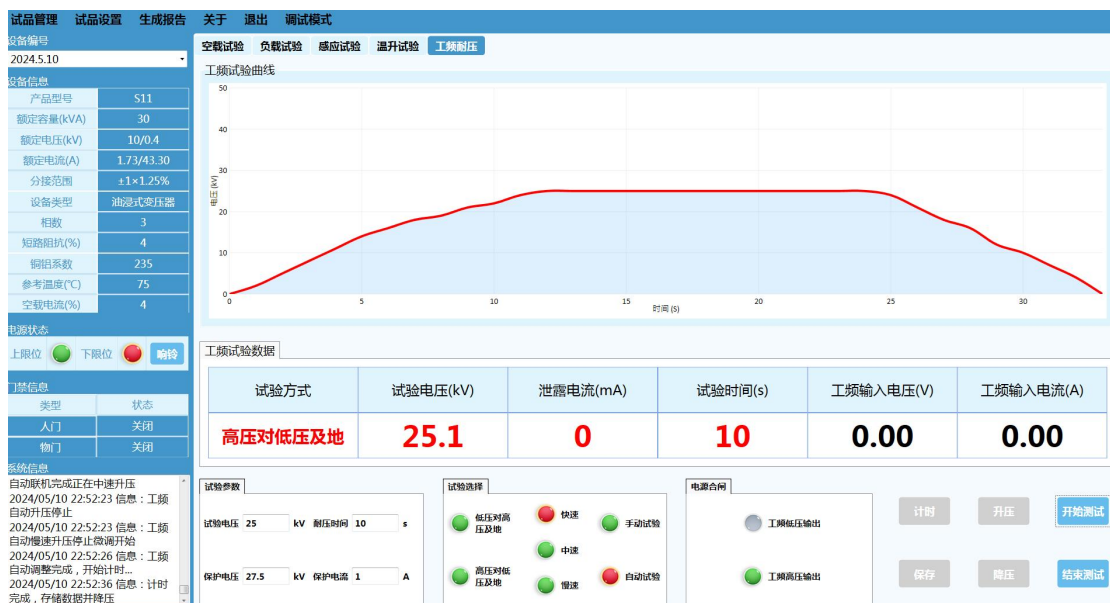 试品管理 试品设置 生成报告 关于 退出 调试模式
设备编号
2024.5.10
设备信息
产品型号 S11
额定容量(kVA) 30
额定电压(kV) 10/0.4
额定电流(A) 1.73/43.30
分接范围 ±1×1.25%
设备类型 油浸式变压器
相数 3
短路阻抗(%) 4
铜铝系数 235
参考温度(℃) 75
空载电流(%) 4
电源状态
上限位 下限位 响铃
门禁信息
类型 状态
人门 关闭
物门 关闭
系统信息
自动联机完成正在中速升压
2024/05/10 22:52:23 信息：工频
自动升压停止
2024/05/10 22:52:23 信息：工频
自动慢速升压停止微调开始
2024/05/10 22:52:26 信息：工频
自动调整完成，开始计时...
2024/05/10 22:52:36 信息：计时
完成，存储数据并降压
空载试验 负载试验 感应试验 温升试验 工频耐压
工频试验曲线
50
40
30
20
10
0
电压 (kV)
0 5 10 15 20 25 30
时间 (S)
工频试验数据
试验方式 试验电压(kV) 泄露电流(mA) 试验时间(s) 工频输入电压(V) 工频输入电流(A)
高压对低压及地 25.1 0 10 0.00 0.00
试验参数
试验电压 25 kV 耐压时间 10 s
保护电压 27.5 kV 保护电流 1 A
试验选择
低压对高
压及地
快速
手动试验
中速
高压对低
压及地
慢速
自动试验
电源合闸
工频低压输出
工频高压输出
计时 升压 开始测试
保存 降压 结束测试